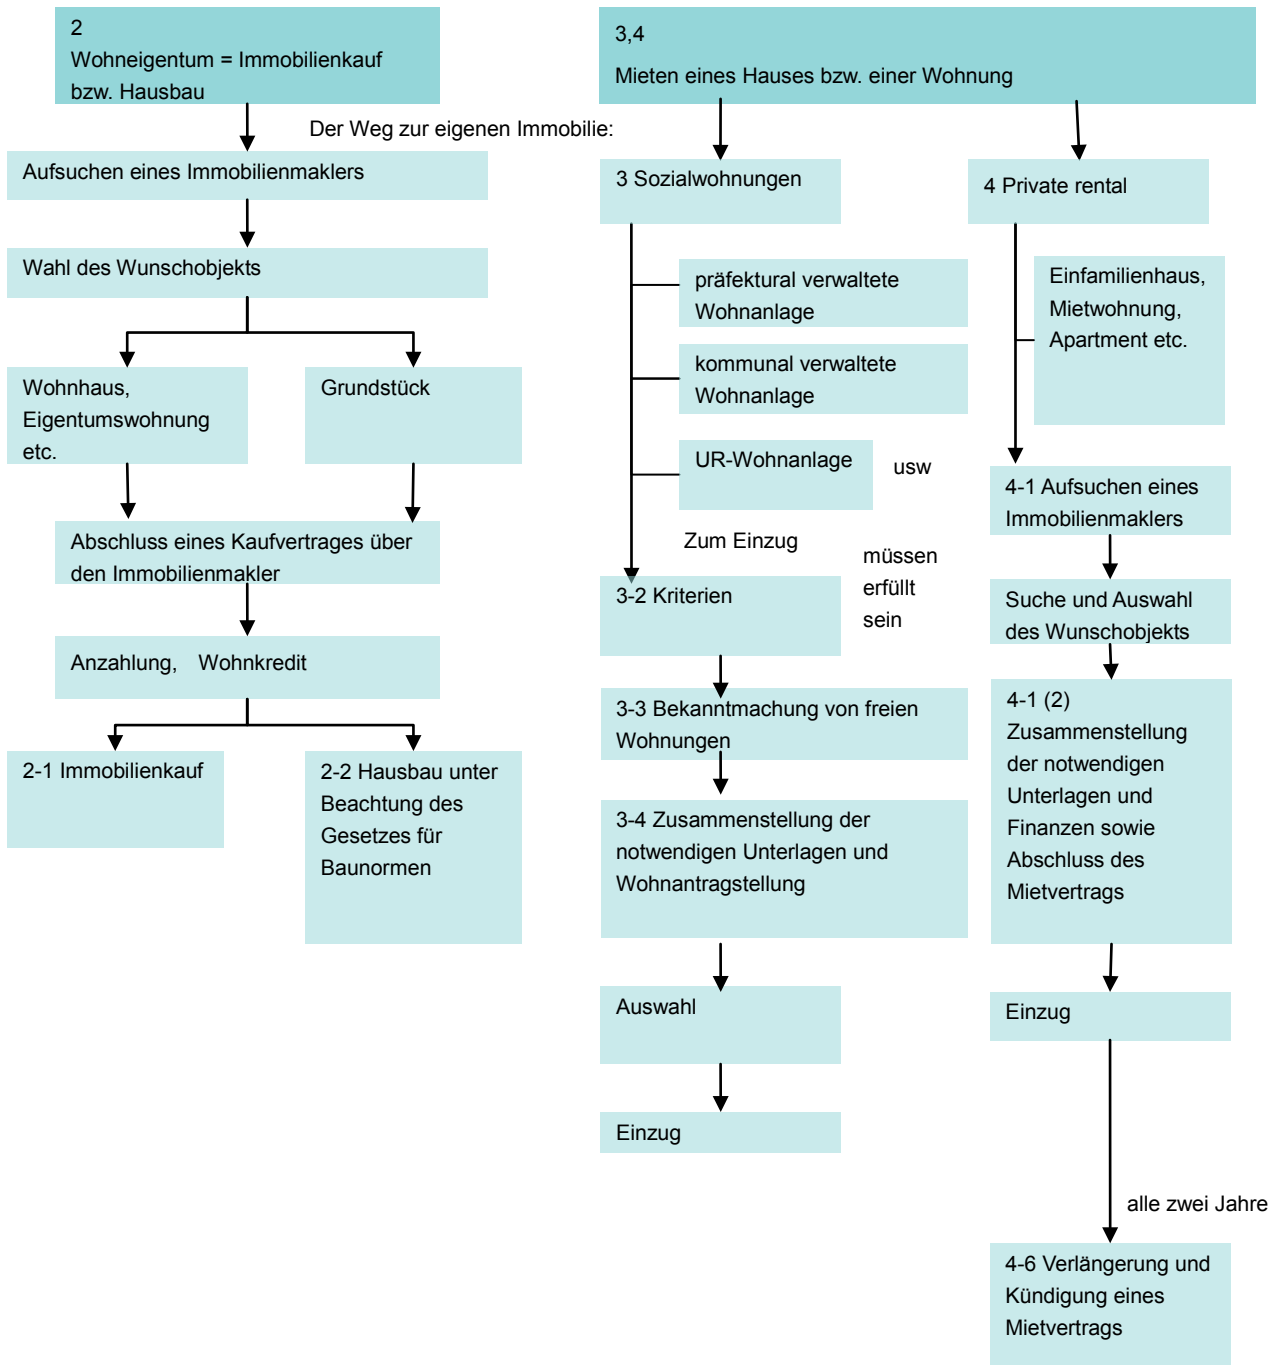 2
Wohneigentum = Immobilienkauf
bzw. Hausbau
Der Weg zur eigenen Immobilie:
Aufsuchen eines Immobilienmaklers
Wahl des Wunschobjekts
Wohnhaus,
Eigentumswohnung
etc.
Grundstück
Abschluss eines Kaufvertrages über
den Immobilienmakler
Anzahlung, Wohnkredit
2-1 Immobilienkauf
2-2 Hausbau unter
Beachtung des
Gesetzes für
Baunormen
3,4
Mieten eines Hauses bzw. einer Wohnung
3 Sozialwohnungen
präfektural verwaltete
Wohnanlage
kommunal verwaltete
Wohnanlage
UR-Wohnanlage
usw
Zum Einzug
3-2 Kriterien
müssen
erfüllt
sein
3-3 Bekanntmachung von freien
Wohnungen
3-4 Zusammenstellung der
notwendigen Unterlagen und
Wohnantragstellung
Auswahl
Einzug
4 Private rental
Einfamilienhaus,
Mietwohnung,
Apartment etc.
4-1 Aufsuchen eines
Immobilienmaklers
Suche und Auswahl
des Wunschobjekts
4-1 (2)
Zusammenstellung
der notwendigen
Unterlagen und
Finanzen sowie
Abschluss des
Mietvertrags
Einzug
alle zwei Jahre
4-6 Verlängerung und
Kündigung eines
Mietvertrags